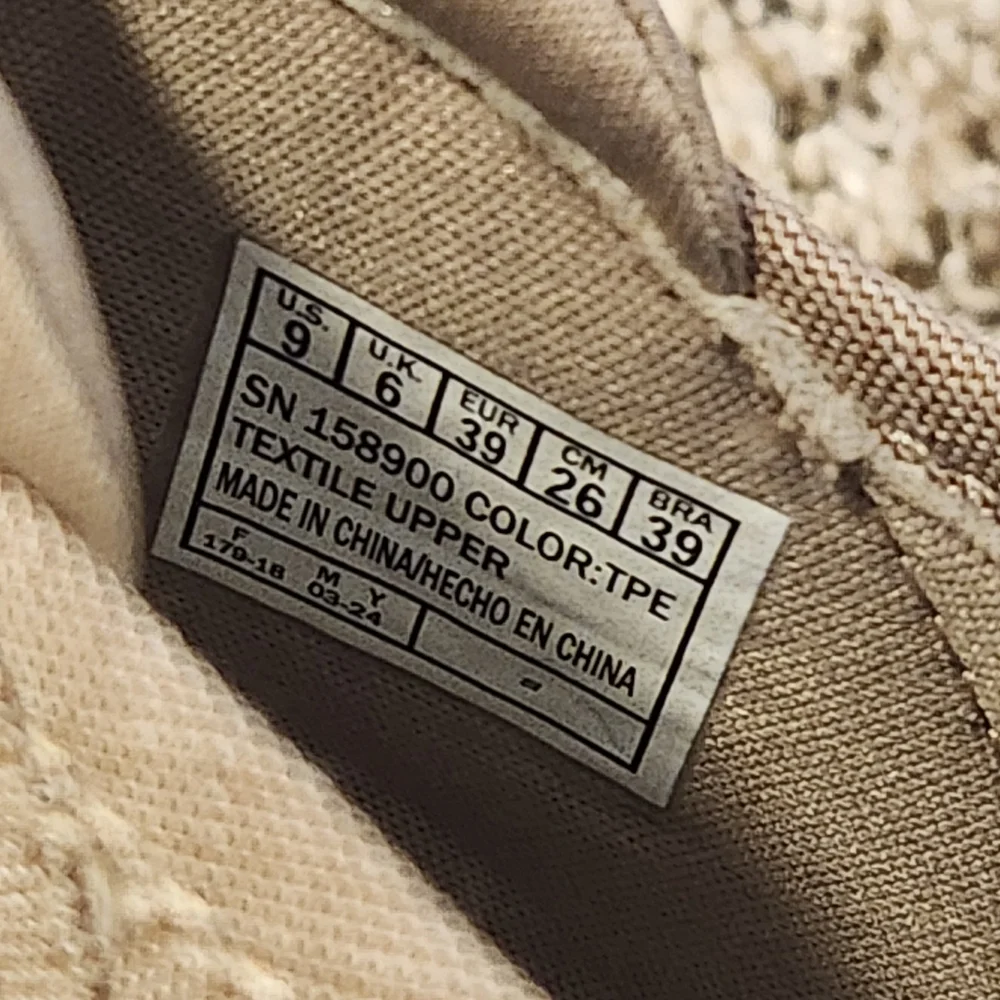 U.S. U.K. EUR CM BRA
9 6 39 26 39
SN 158900 COLOR:TPE
TEXTILE UPPER
MADE IN CHINA/HECHO EN CHINA
F M Y
179-18 03-24